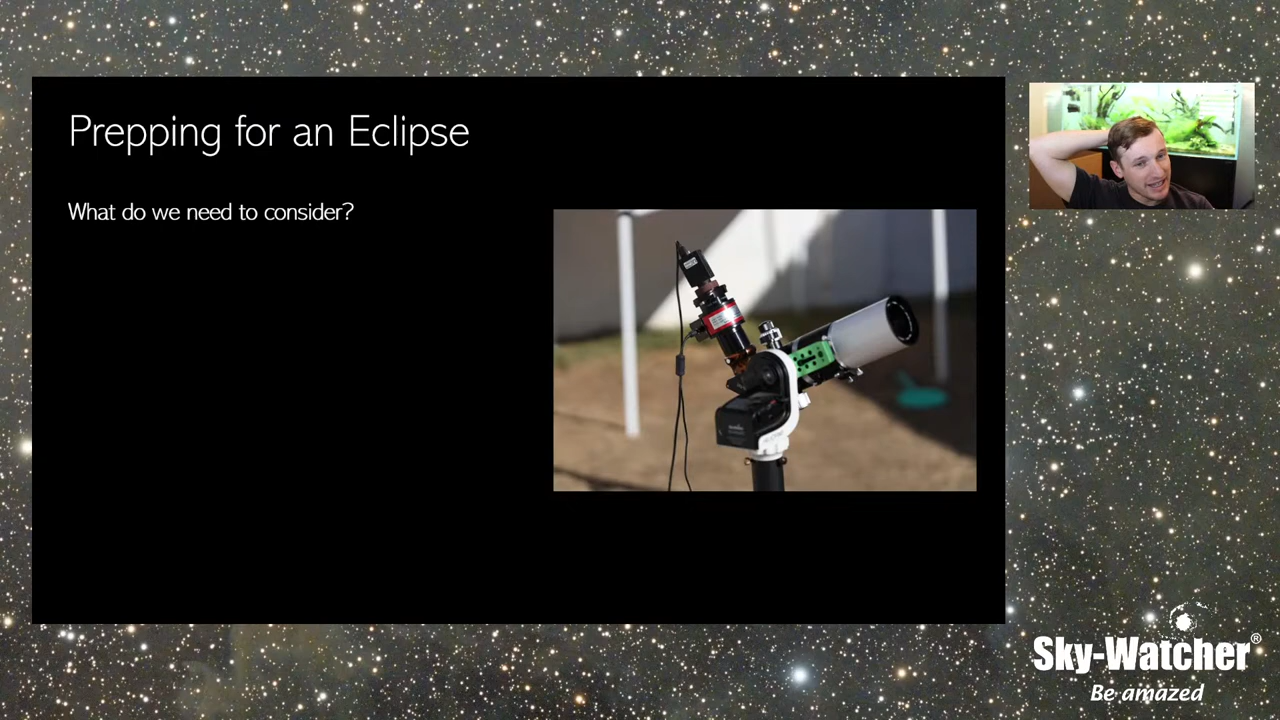 Prepping for an Eclipse
What do we need to consider?
Sky-Watcher®
Be amazed